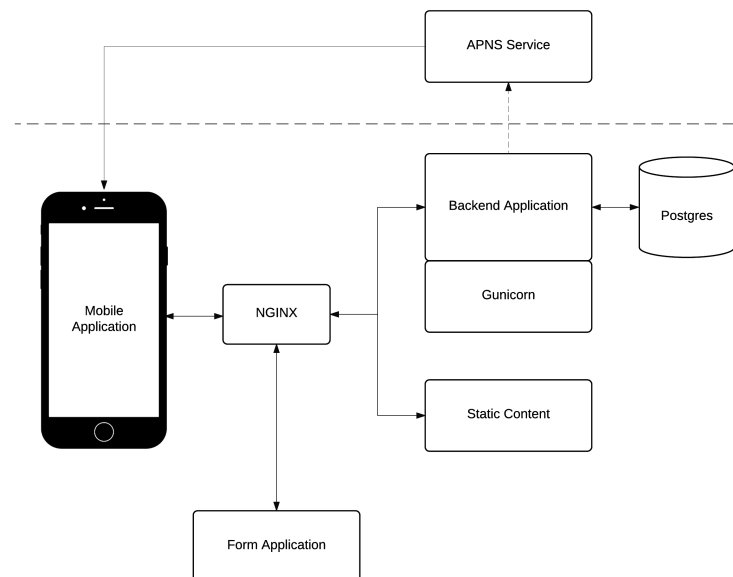 APNS Service
Backend Application
Postgres
Gunicorn
Mobile
Application
NGINX
Static Content
Form Application